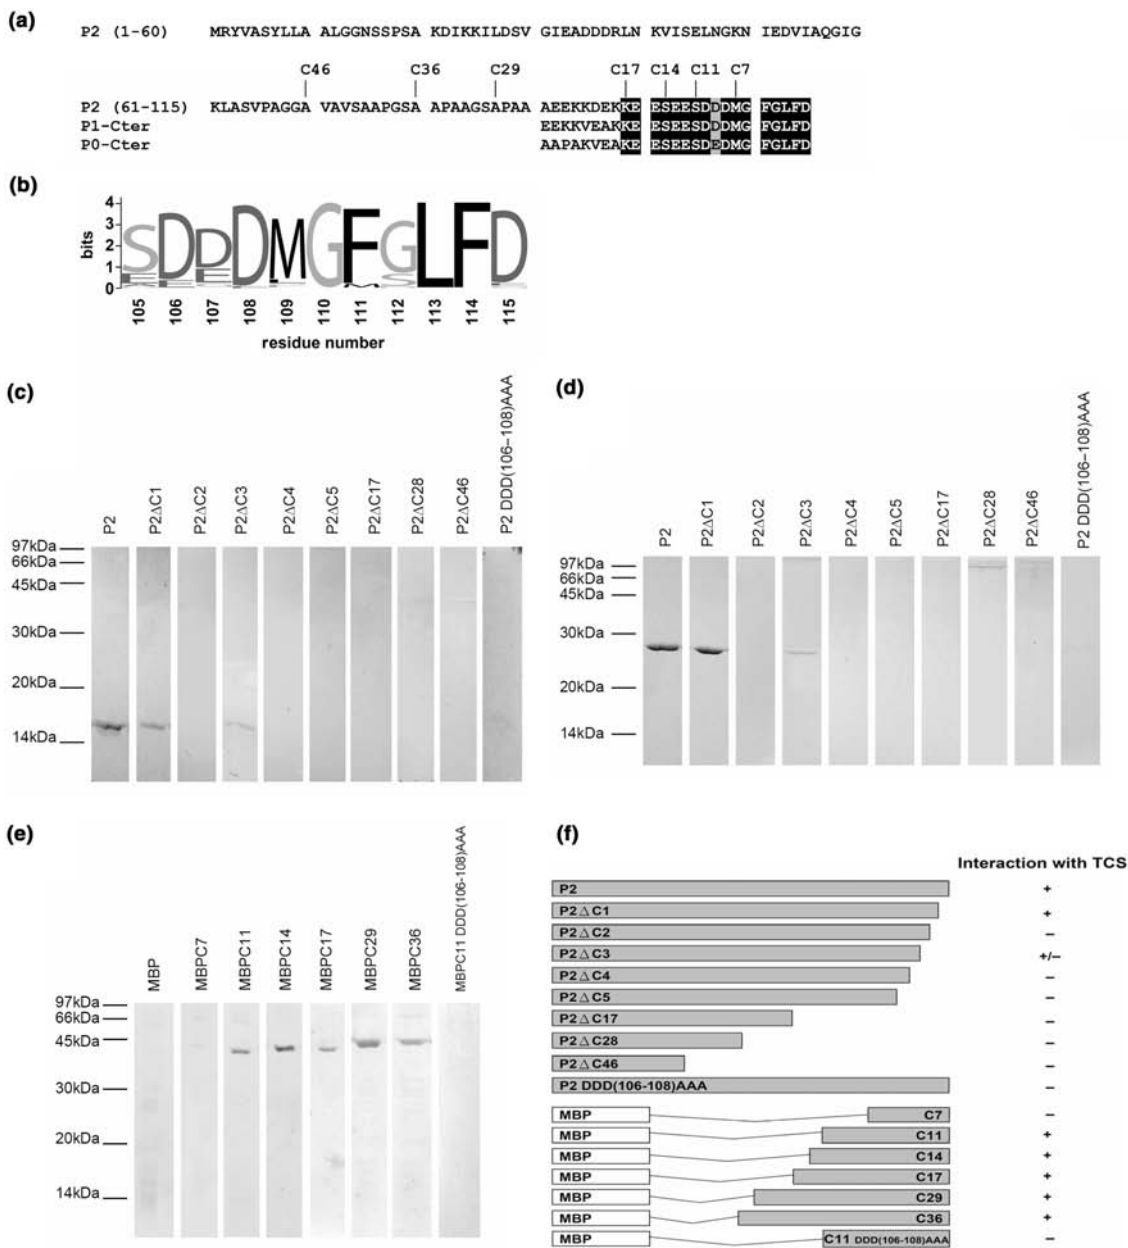 (a)
P2 (1-60) MRYVASYLLA ALGGNSSPSA KDIKKILDSV GIEADDDRLN KVISELNGKN IEDVIAQGIG
C46 C36 C29 C17 C14 C11 C7
P2 (61-115) KLASVPAGGA VAVSAAPGSA APAAGSAPAA AEEKKDEKKE ESEESDDDMG FGLFD
P1-Cter EEKKVEAKKE ESEESDDDMG FGLFD
P0-Cter AAPAKVEAKE ESEESDEDMG FGLFD
(b)
bits
4
3
2
1
0
SDDDMGFGLFD
105 106 107 108 109 110 111 112 113 114 115
residue number
(c)
P2 P2ΔC1 P2ΔC2 P2ΔC3 P2ΔC4 P2ΔC5 P2ΔC17 P2ΔC28 P2ΔC46 P2 DDD(106-108)AAA
97kDa
66kDa
45kDa
30kDa
20kDa
14kDa
(d)
P2 P2ΔC1 P2ΔC2 P2ΔC3 P2ΔC4 P2ΔC5 P2ΔC17 P2ΔC28 P2ΔC46 P2 DDD(106-108)AAA
97kDa
66kDa
45kDa
30kDa
20kDa
14kDa
(e)
MBP MBPC7 MBPC11 MBPC14 MBPC17 MBPC29 MBPC36 MBPC11 DDD(106-108)AAA
97kDa
66kDa
45kDa
30kDa
20kDa
14kDa
(f)
Interaction with TCS
P2 +
P2ΔC1 +
P2ΔC2 −
P2ΔC3 +/−
P2ΔC4 −
P2ΔC5 −
P2ΔC17 −
P2ΔC28 −
P2ΔC46 −
P2 DDD(106-108)AAA −
MBP C7 −
MBP C11 +
MBP C14 +
MBP C17 +
MBP C29 +
MBP C36 +
MBP C11 DDD(106-108)AAA −